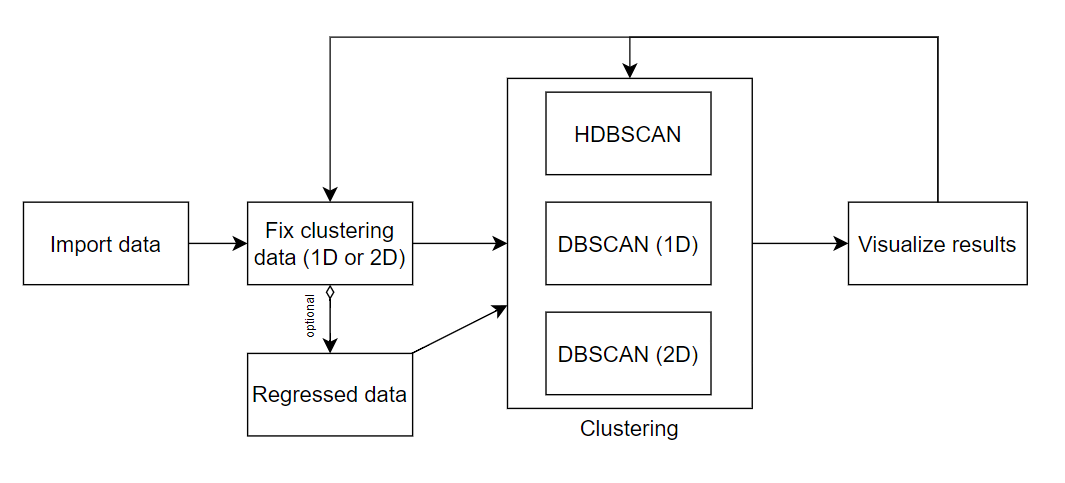 HDBSCAN
Import data
Fix clustering
data (1D or 2D)
DBSCAN (1D)
Visualize results
optional
Regressed data
DBSCAN (2D)
Clustering